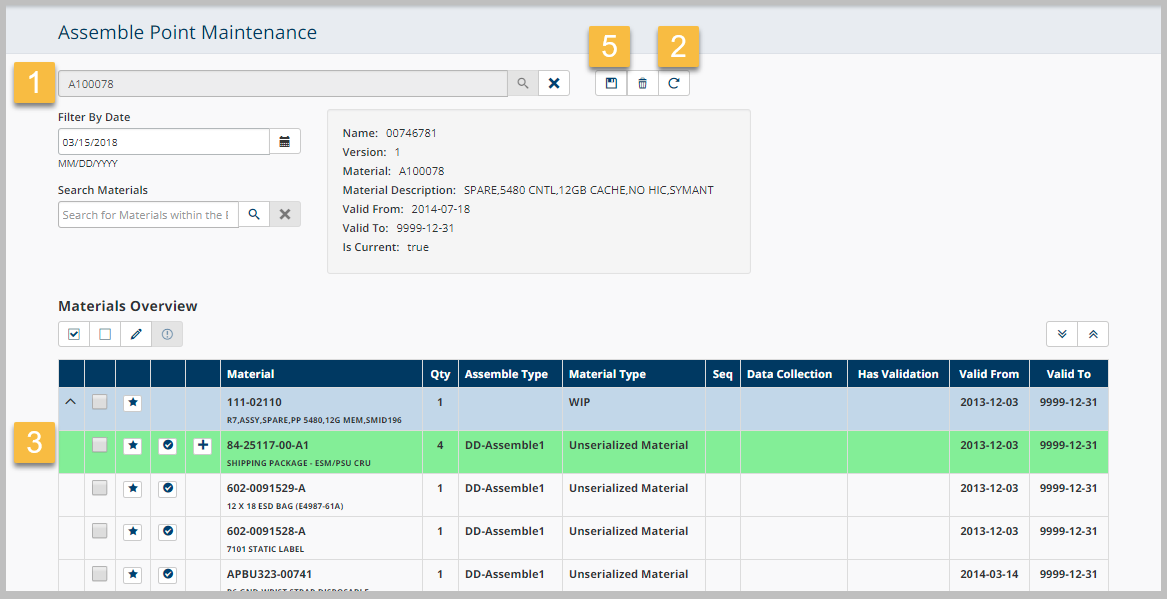 Assemble Point Maintenance
5
2
1
A100078
Filter By Date
03/15/2018
MM/DD/YYYY
Search Materials
Search for Materials within the
Name: 00746781
Version: 1
Material: A100078
Material Description: SPARE,5480 CNTL,12GB CACHE,NO HIC,SYMANT
Valid From: 2014-07-18
Valid To: 9999-12-31
Is Current: true
Materials Overview
Material Qty Assemble Type Material Type Seq Data Collection Has Validation Valid From Valid To
111-02110 1 WIP 2013-12-03 9999-12-31
R7,ASSY,SPARE,PP 5480,12G MEM,SMID196
3
84-25117-00-A1 4 DD-Assemble1 Unserialized Material 2013-12-03 9999-12-31
SHIPPING PACKAGE - ESM/PSU CRU
602-0091529-A 1 DD-Assemble1 Unserialized Material 2013-12-03 9999-12-31
12 X 18 ESD BAG (E4987-61A)
602-0091528-A 1 DD-Assemble1 Unserialized Material 2013-12-03 9999-12-31
7101 STATIC LABEL
APBU323-00741 1 DD-Assemble1 Unserialized Material 2014-03-14 9999-12-31